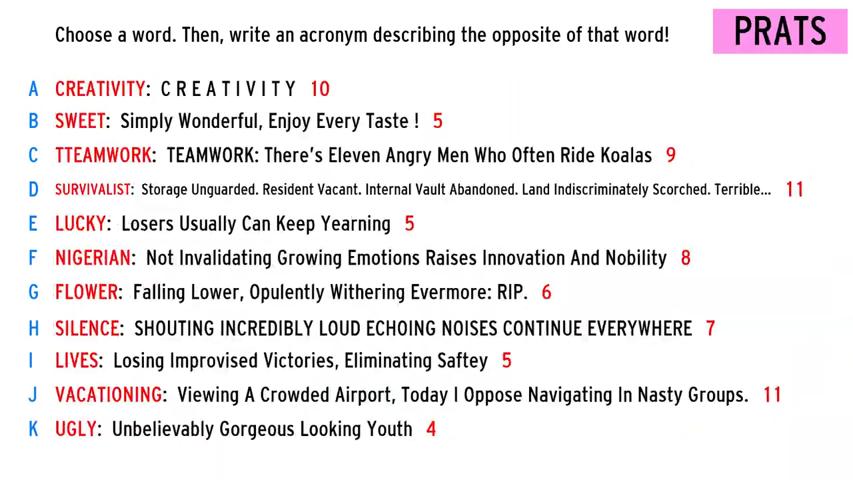 Choose a word. Then, write an acronym describing the opposite of that word!
PRATS
A CREATIVITY: C R E A T I V I T Y 10
B SWEET: Simply Wonderful, Enjoy Every Taste ! 5
C TTEAMWORK: TEAMWORK: There's Eleven Angry Men Who Often Ride Koalas 9
D SURVIVALIST: Storage Unguarded. Resident Vacant. Internal Vault Abandoned. Land Indiscriminately Scorched. Terrible... 11
E LUCKY: Losers Usually Can Keep Yearning 5
F NIGERIAN: Not Invalidating Growing Emotions Raises Innovation And Nobility 8
G FLOWER: Falling Lower, Opulently Withering Evermore: RIP. 6
H SILENCE: SHOUTING INCREDIBLY LOUD ECHOING NOISES CONTINUE EVERYWHERE 7
I LIVES: Losing Improvised Victories, Eliminating Saftey 5
J VACATIONING: Viewing A Crowded Airport, Today I Oppose Navigating In Nasty Groups. 11
K UGLY: Unbelievably Gorgeous Looking Youth 4